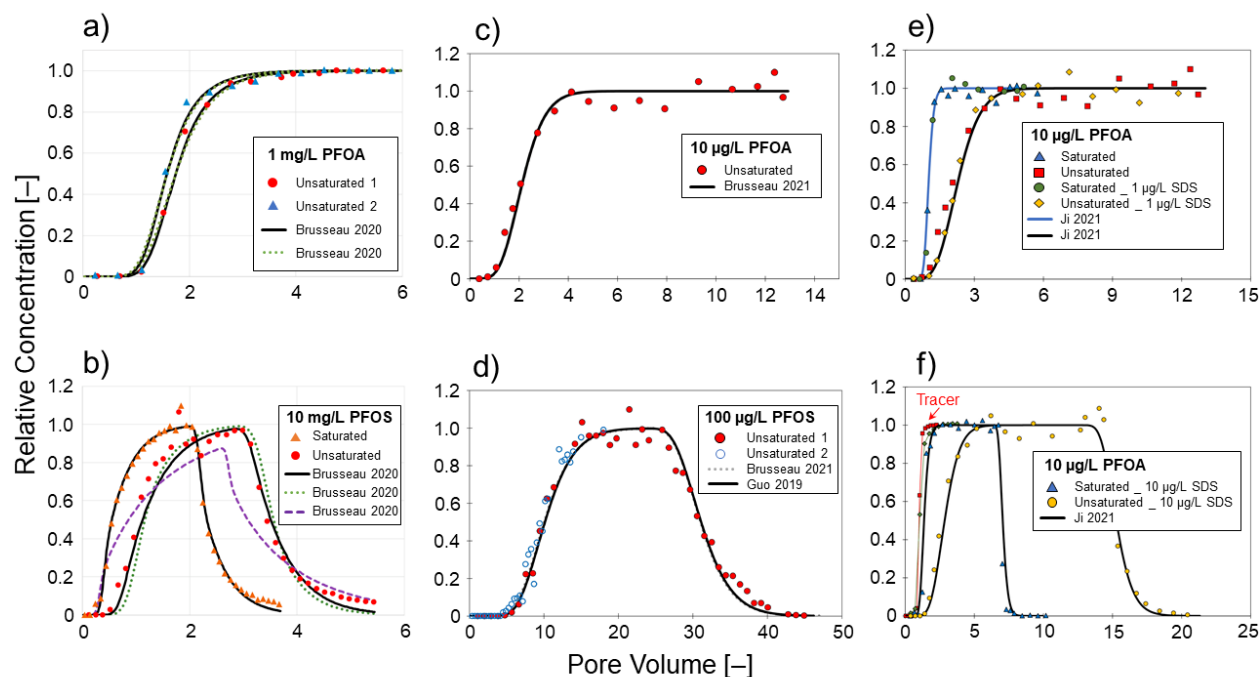 Relative Concentration [–]
a)
1.0
0.8
0.6
0.4
0.2
0
0
2
4
6
1 mg/L PFOA
Unsaturated 1
Unsaturated 2
Brusseau 2020
Brusseau 2020
c)
1.2
1.0
0.8
0.6
0.4
0.2
0
0
2
4
6
8
10
12
14
10 µg/L PFOA
Unsaturated
Brusseau 2021
e)
1.2
1.0
0.8
0.6
0.4
0.2
0
0
3
6
9
12
15
10 µg/L PFOA
Saturated
Unsaturated
Saturated _ 1 µg/L SDS
Unsaturated _ 1 µg/L SDS
Ji 2021
Ji 2021
b)
1.2
1.0
0.8
0.6
0.4
0.2
0
0
2
4
6
10 mg/L PFOS
Saturated
Unsaturated
Brusseau 2020
Brusseau 2020
Brusseau 2020
d)
1.2
1.0
0.8
0.6
0.4
0.2
0
0
10
20
30
40
50
100 µg/L PFOS
Unsaturated 1
Unsaturated 2
Brusseau 2021
Guo 2019
f)
1.2
1.0
0.8
0.6
0.4
0.2
0
0
5
10
15
20
25
Tracer
10 µg/L PFOA
Saturated _ 10 µg/L SDS
Unsaturated _ 10 µg/L SDS
Ji 2021
Pore Volume [–]